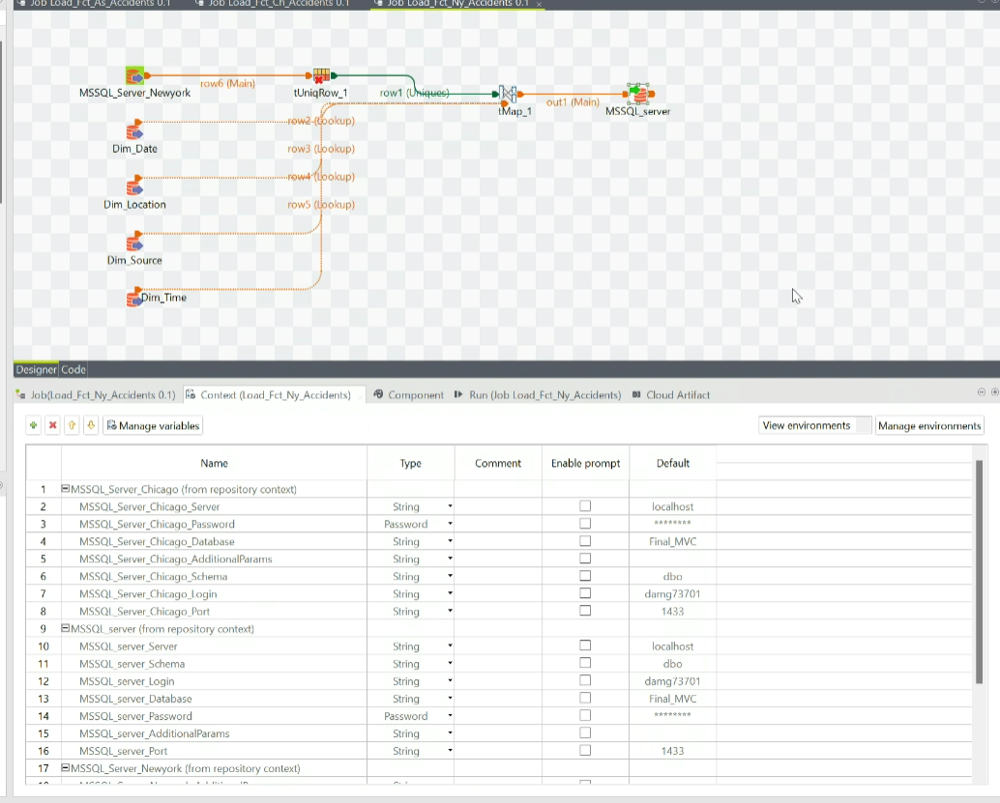 Job Load_Fct_As_Accidents 0.1 Job Load_Fct_Ch_Accidents 0.1 Job Load_Fct_Ny_Accidents 0.1
MSSQL_Server_Newyork row6 (Main) tUniqRow_1 row1 (Uniques) tMap_1 out1 (Main) MSSQL_server
row2 (Lookup)
Dim_Date row3 (Lookup)
row4 (Lookup)
Dim_Location row5 (Lookup)
Dim_Source
Dim_Time
Designer Code
Job(Load_Fct_Ny_Accidents 0.1) Context (Load_Fct_Ny_Accidents) Component Run (Job Load_Fct_Ny_Accidents) Cloud Artifact
Manage variables View environments Manage environments
Name Type Comment Enable prompt Default
1 MSSQL_Server_Chicago (from repository context)
2 MSSQL_Server_Chicago_Server String localhost
3 MSSQL_Server_Chicago_Password Password ********
4 MSSQL_Server_Chicago_Database String Final_MVC
5 MSSQL_Server_Chicago_AdditionalParams String
6 MSSQL_Server_Chicago_Schema String dbo
7 MSSQL_Server_Chicago_Login String damg73701
8 MSSQL_Server_Chicago_Port String 1433
9 MSSQL_server (from repository context)
10 MSSQL_server_Server String localhost
11 MSSQL_server_Schema String dbo
12 MSSQL_server_Login String damg73701
13 MSSQL_server_Database String Final_MVC
14 MSSQL_server_Password Password ********
15 MSSQL_server_AdditionalParams String
16 MSSQL_server_Port String 1433
17 MSSQL_Server_Newyork (from repository context)